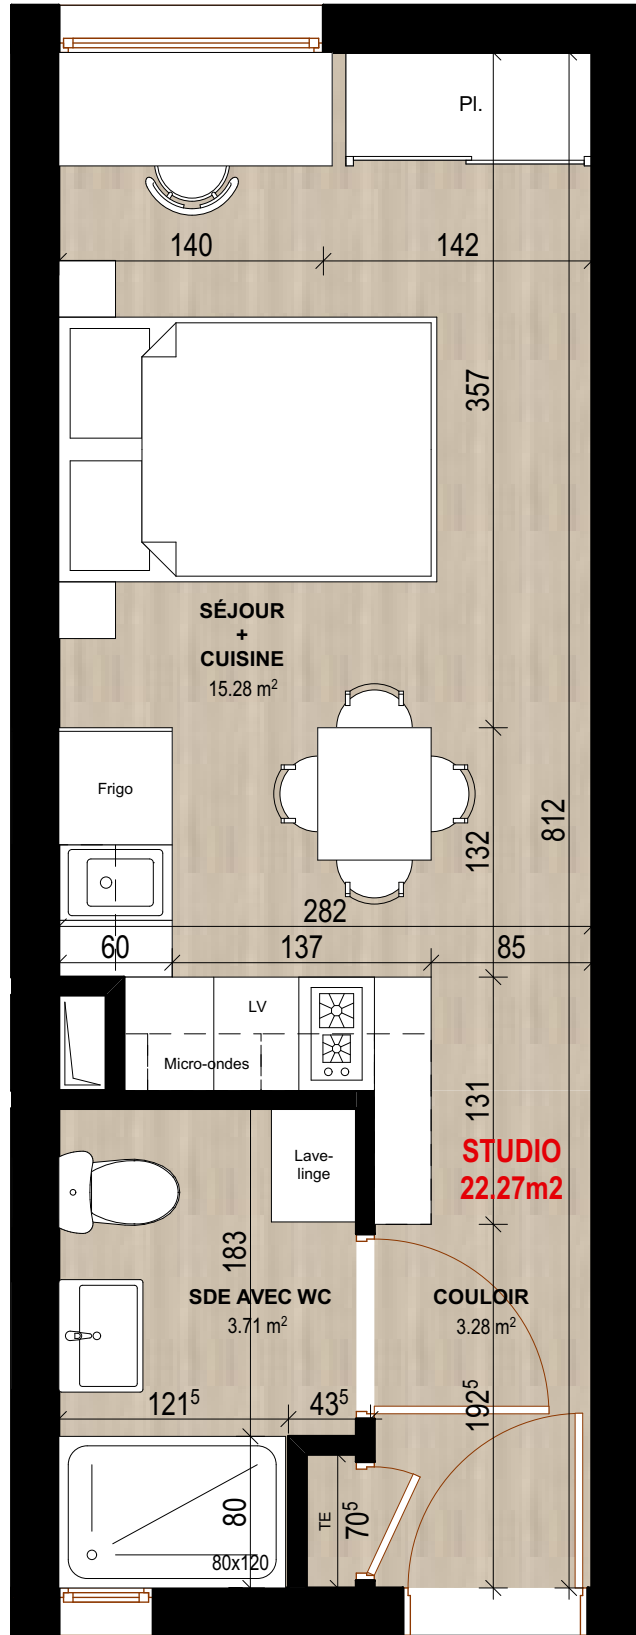 Pl.
140
142
357
SÉJOUR
+
CUISINE
15.28 m²
Frigo
132
812
282
60
137
85
LV
Micro-ondes
131
Lave-
linge
STUDIO
22.27m2
183
SDE AVEC WC
3.71 m²
COULOIR
3.28 m²
121⁵
43⁵
192⁵
80
TE
70⁵
80x120